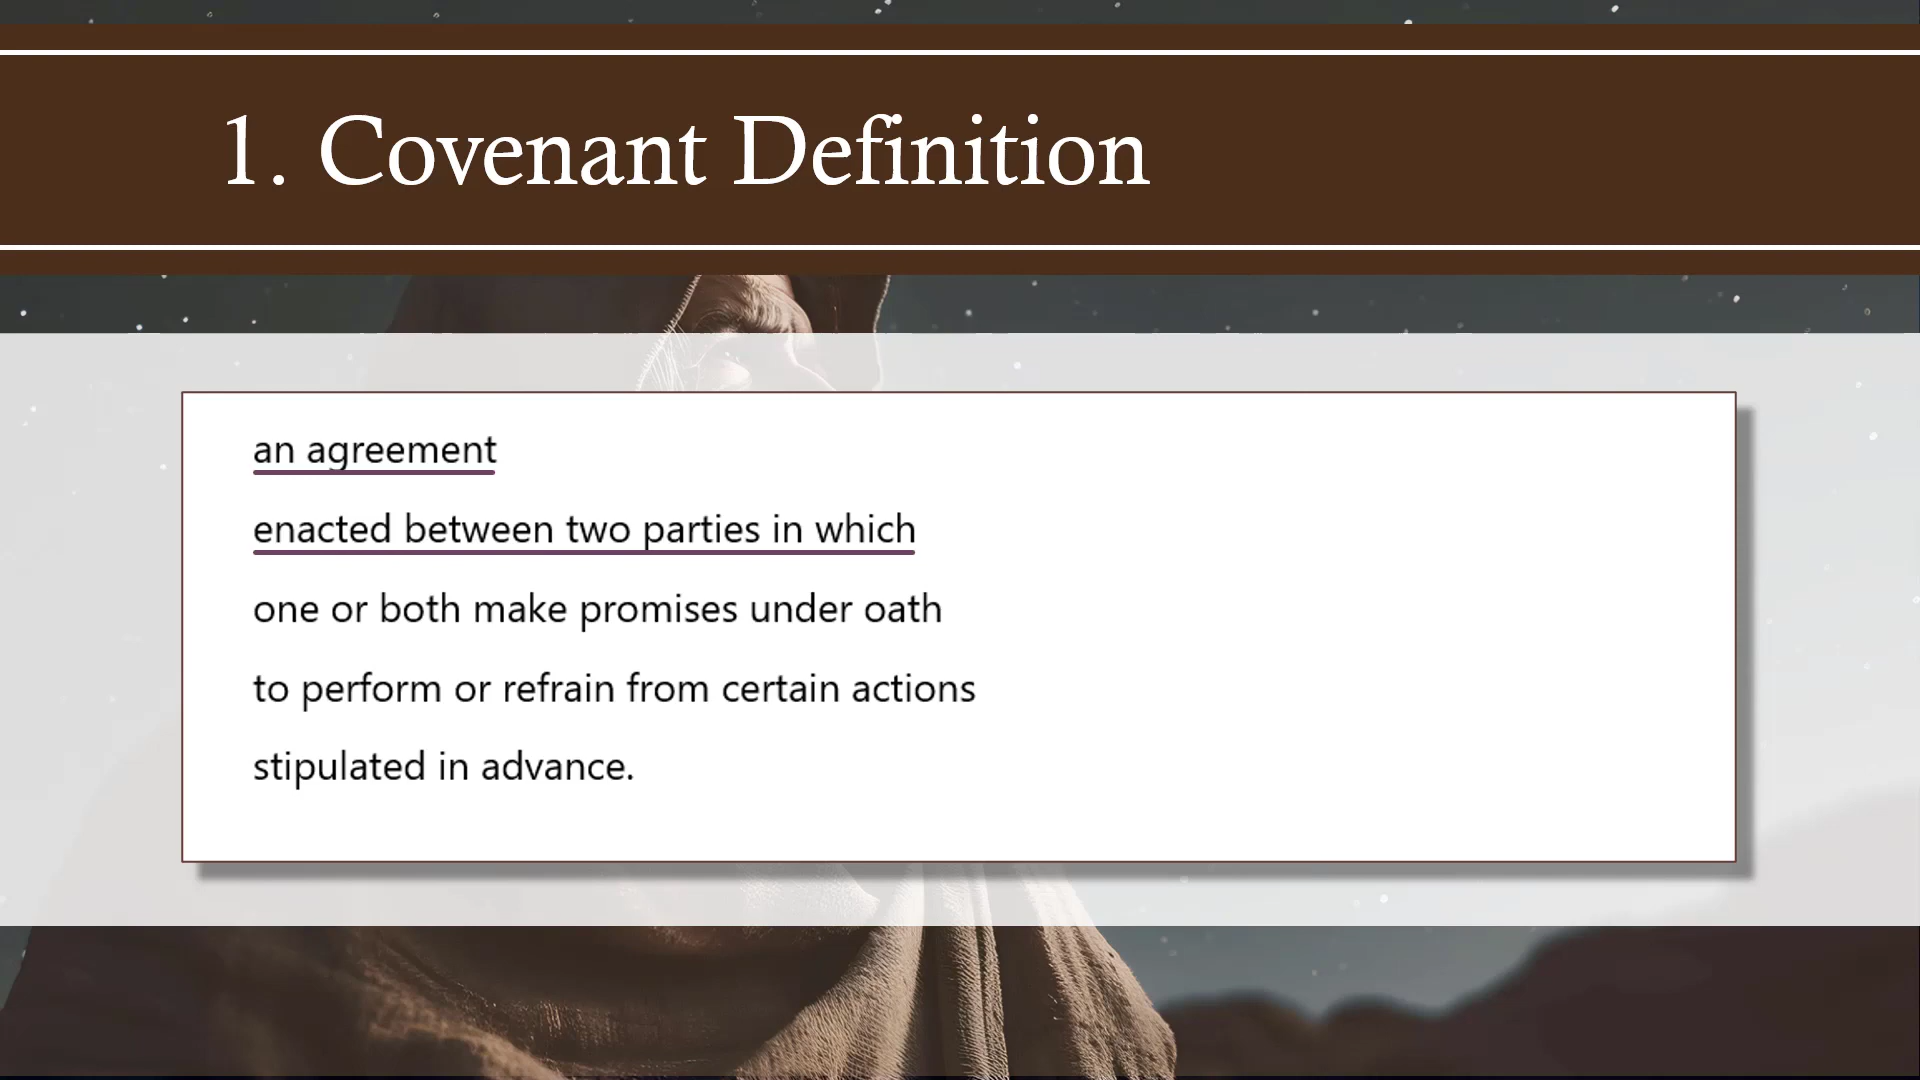 1. Covenant Definition
an agreement
enacted between two parties in which
one or both make promises under oath
to perform or refrain from certain actions
stipulated in advance.